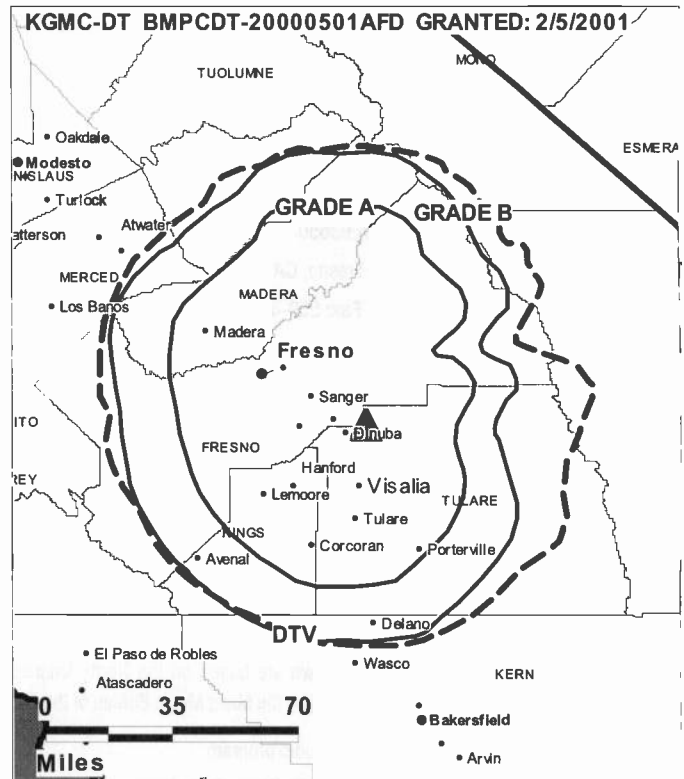 KGMC-DT BMPCDT-20000501AFD GRANTED: 2/5/2001
MONO
TUOLUMNE
Oakdale
ESMERA
Modesto
Turlock
GRADE A
GRADE B
Atwater
atterson
MERCED
MADERA
Los Banos
Madera
Fresno
Sanger
Dinuba
ITO
FRESNO
Hanford
REY
Lemoore
Visalia
TULARE
Tulare
KINGS
Corcoran
Porterville
Avenal
Delano
DTV
El Paso de Robles
Wasco
KERN
Atascadero
0 35 70
Bakersfield
Miles
Arvin